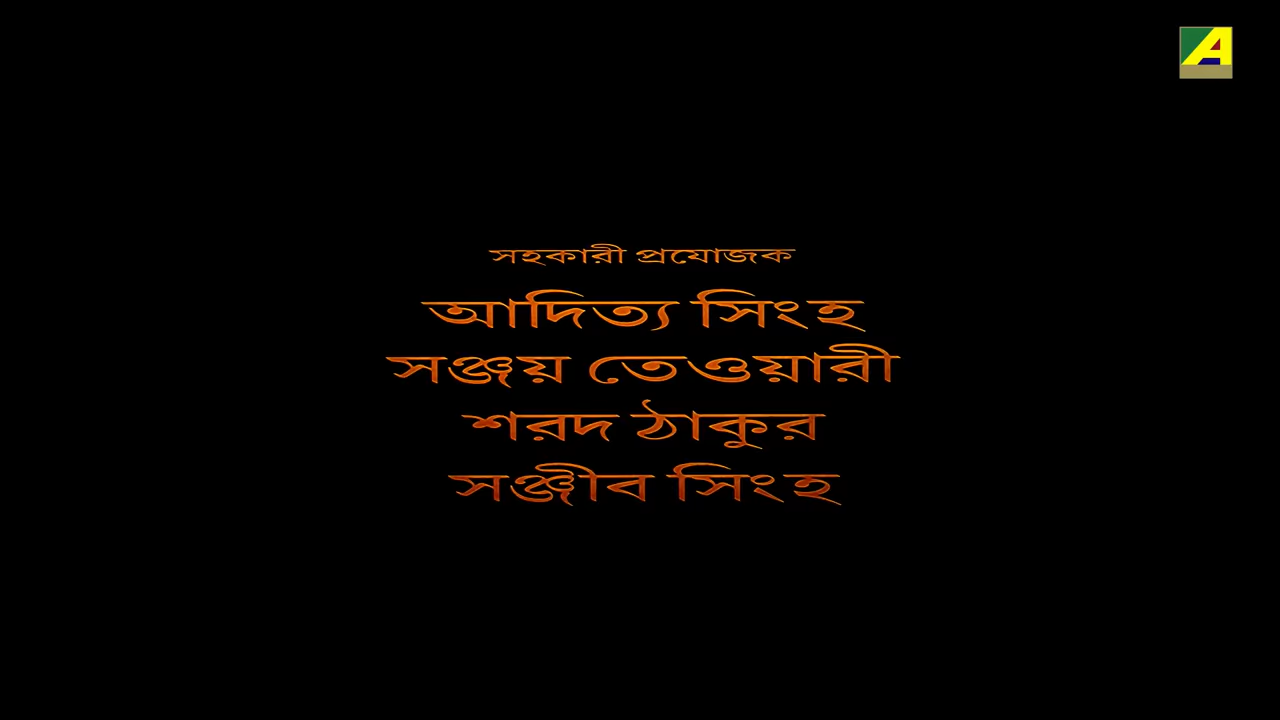 সহকারী প্রযোজক
আদিত্য সিংহ
সঞ্জয় তেওয়ারী
শরদ ঠাকুর
সঞ্জীব সিংহ